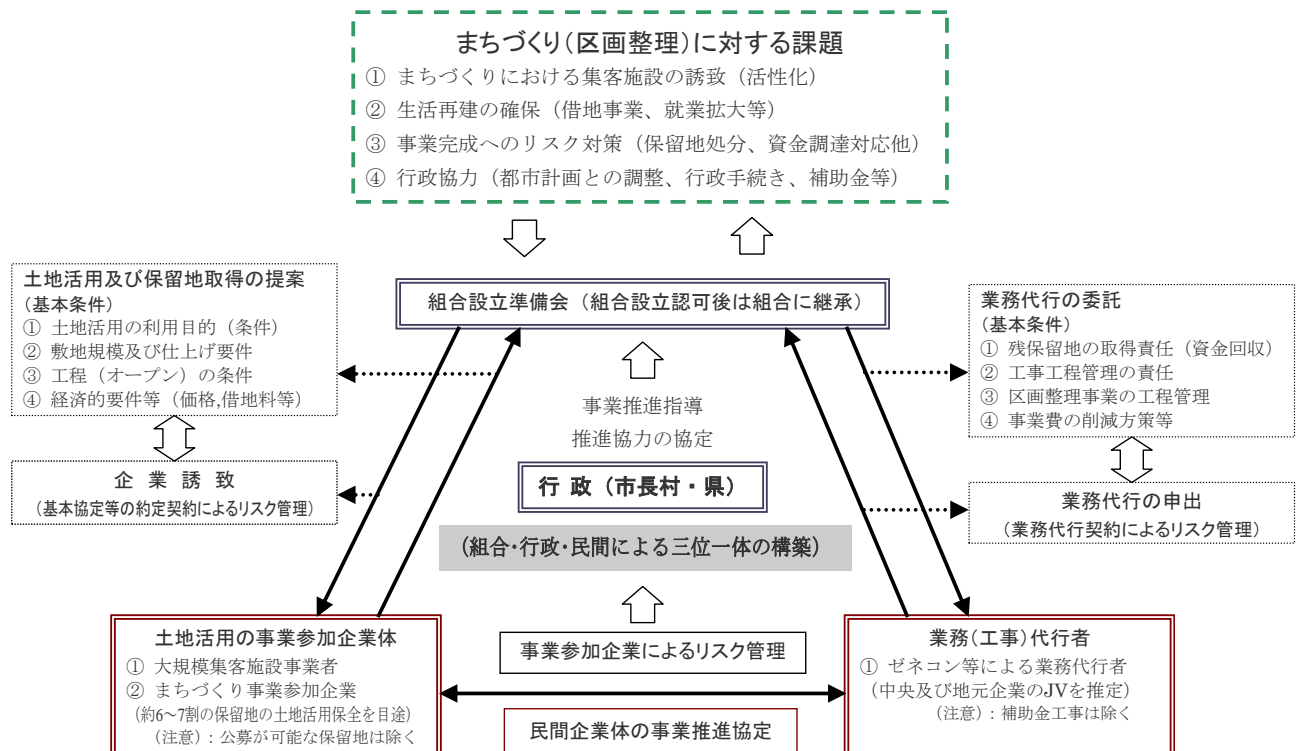 まちづくり(区画整理)に対する課題
① まちづくりにおける集客施設の誘致（活性化）
② 生活再建の確保（借地事業、就業拡大等）
③ 事業完成へのリスク対策（保留地処分、資金調達対応他）
④ 行政協力（都市計画との調整、行政手続き、補助金等）
組合設立準備会（組合設立認可後は組合に継承）
土地活用及び保留地取得の提案
(基本条件)
① 土地活用の利用目的（条件）
② 敷地規模及び仕上げ要件
③ 工程（オープン）の条件
④ 経済的要件等（価格,借地料等）
企 業 誘 致
(基本協定等の約定契約によるリスク管理)
業務代行の委託
(基本条件)
① 残保留地の取得責任（資金回収）
② 工事工程管理の責任
③ 区画整理事業の工程管理
④ 事業費の削減方策等
業務代行の申出
(業務代行契約によるリスク管理)
事業推進指導
推進協力の協定
行 政（市長村・県）
(組合・行政・民間による三位一体の構築)
土地活用の事業参加企業体
① 大規模集客施設事業者
② まちづくり事業参加企業
(約6～7割の保留地の土地活用保全を目途)
(注意)：公募が可能な保留地は除く
事業参加企業によるリスク管理
民間企業体の事業推進協定
業務(工事)代行者
① ゼネコン等による業務代行者
(中央及び地元企業のJVを推定)
(注意)：補助金工事は除く